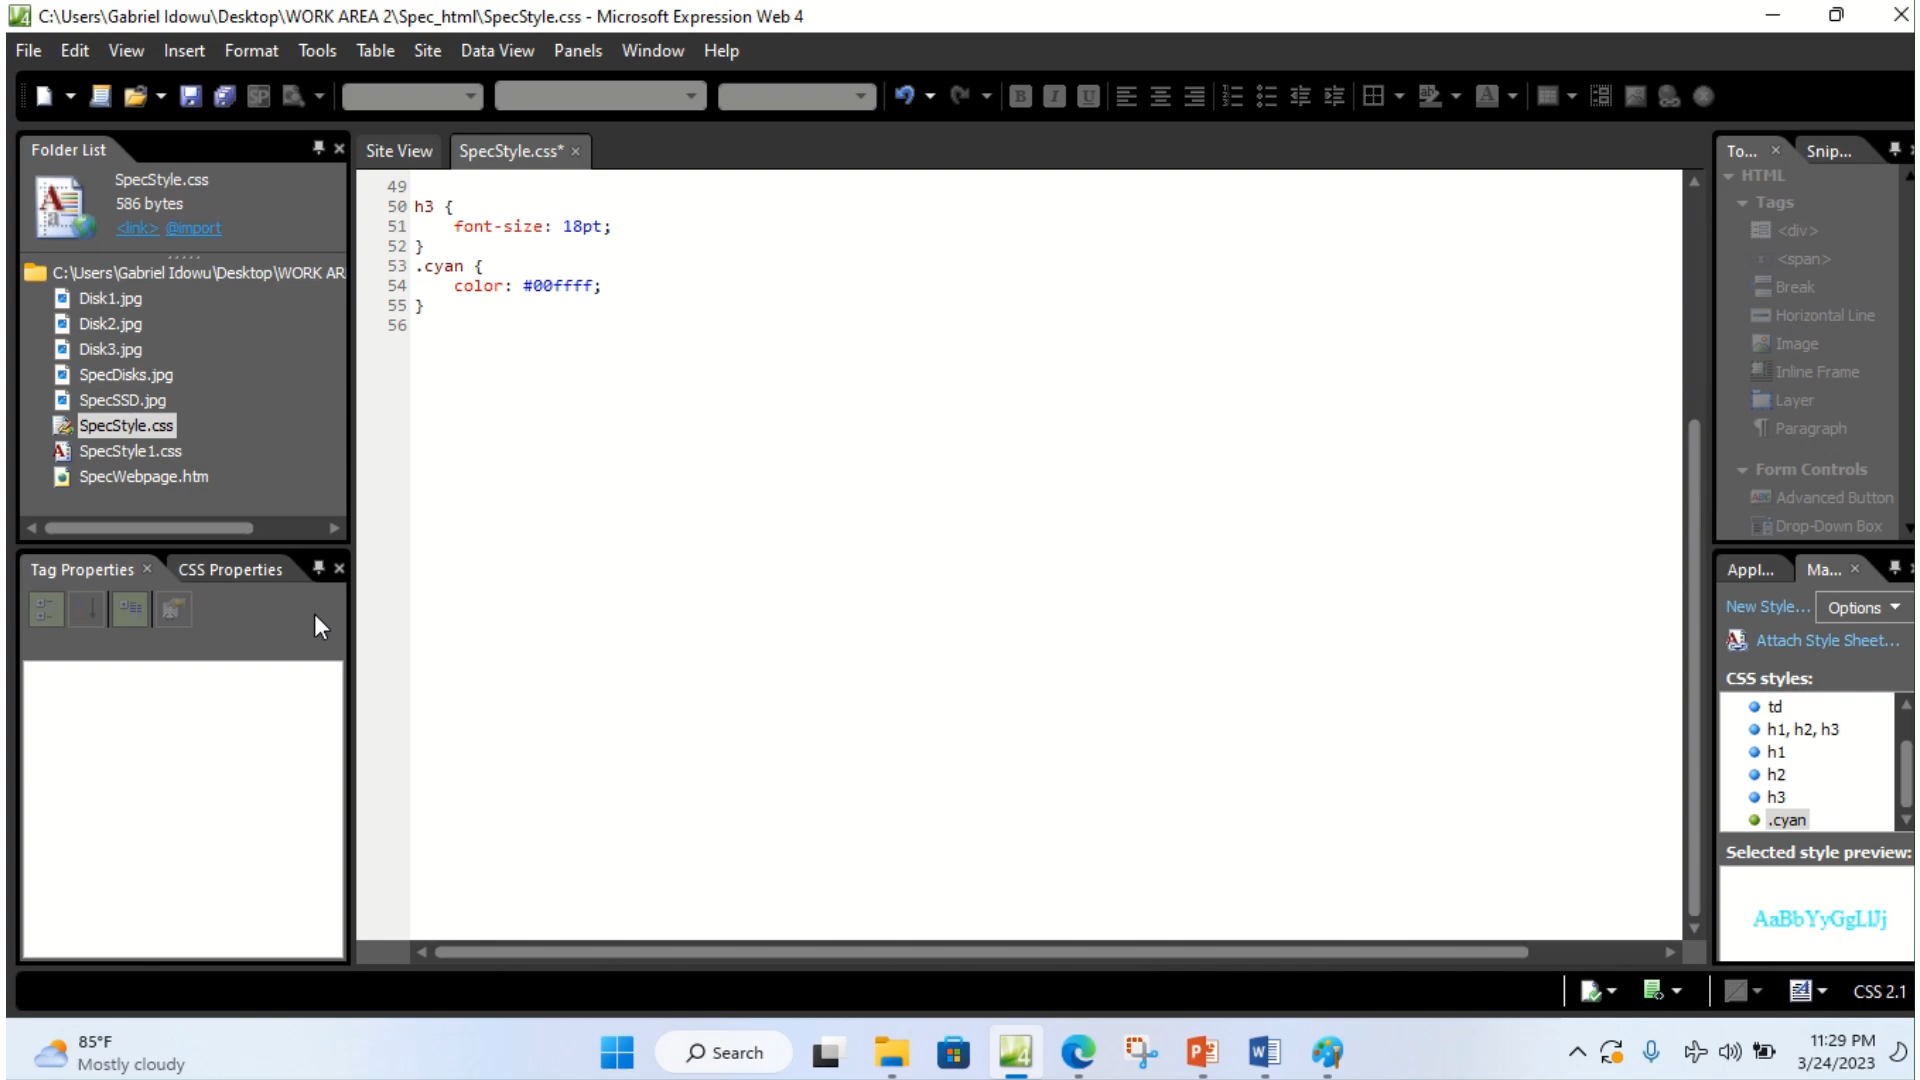 C:\Users\Gabriel Idowu\Desktop\WORK AREA 2\Spec_html\SpecStyle.css - Microsoft Expression Web 4
File Edit View Insert Format Tools Table Site Data View Panels Window Help
Folder List
SpecStyle.css
586 bytes
<link> @import
C:\Users\Gabriel Idowu\Desktop\WORK AR
Disk1.jpg
Disk2.jpg
Disk3.jpg
SpecDisks.jpg
SpecSSD.jpg
SpecStyle.css
SpecStyle1.css
SpecWebpage.htm
Tag Properties CSS Properties
Site View SpecStyle.css*
49
50 h3 {
51 font-size: 18pt;
52 }
53 .cyan {
54 color: #00ffff;
55 }
56
To... Snip...
HTML
Tags
<div>
<span>
Break
Horizontal Line
Image
Inline Frame
Layer
Paragraph
Form Controls
Advanced Button
Drop-Down Box
Appl... Ma...
New Style... Options
Attach Style Sheet...
CSS styles:
td
h1, h2, h3
h1
h2
h3
.cyan
Selected style preview:
AaBbYyGgLlJj
CSS 2.1
85°F
Mostly cloudy
Search
11:29 PM
3/24/2023